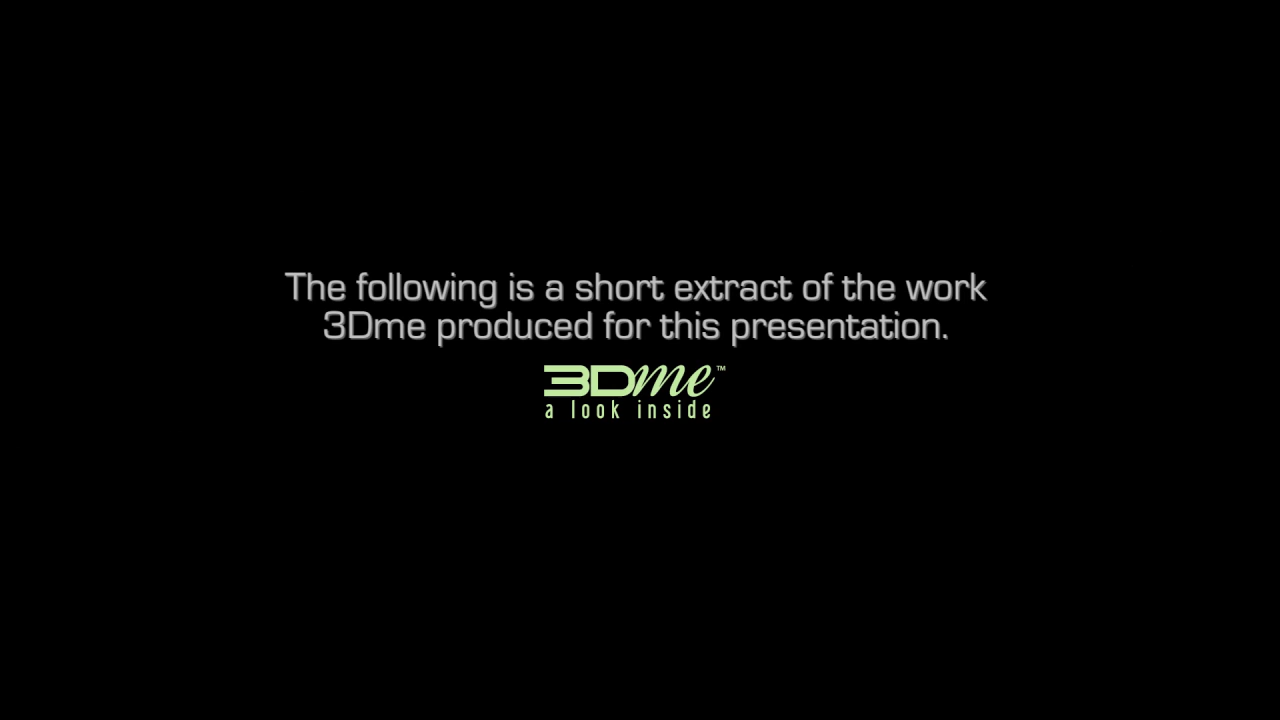 The following is a short extract of the work
3Dme produced for this presentation.
3Dme™
a look inside